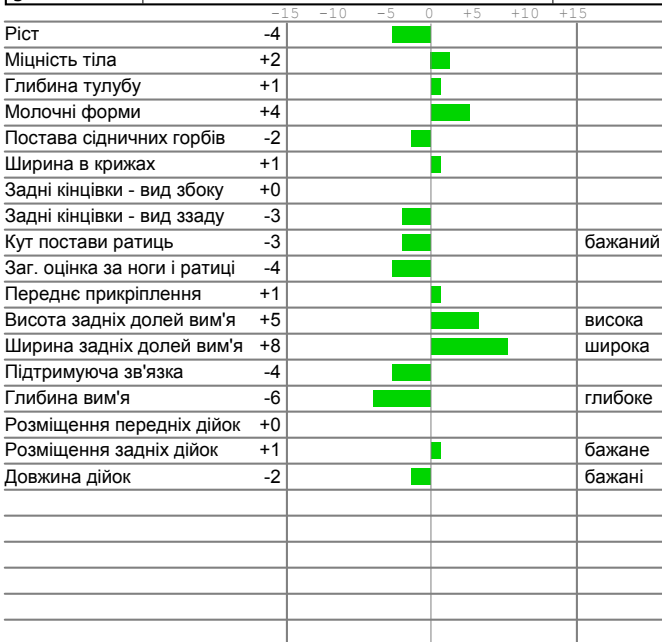 -15 -10 -5 0 +5 +10 +15
Ріст -4
Міцність тіла +2
Глибина тулубу +1
Молочні форми +4
Постава сідничних горбів -2
Ширина в крижах +1
Задні кінцівки - вид збоку +0
Задні кінцівки - вид ззаду -3
Кут постави ратиць -3 бажаний
Заг. оцінка за ноги і ратиці -4
Переднє прикріплення +1
Висота задніх долей вим'я +5 висока
Ширина задніх долей вим'я +8 широка
Підтримуюча зв'язка -4
Глибина вим'я -6 глибоке
Розміщення передніх дійок +0
Розміщення задніх дійок +1 бажане
Довжина дійок -2 бажані